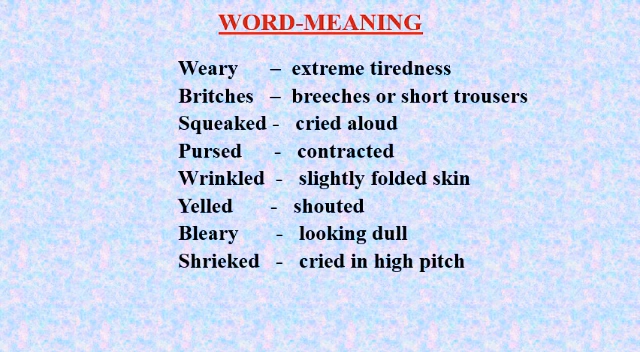 WORD-MEANING
Weary – extreme tiredness
Britches – breeches or short trousers
Squeaked - cried aloud
Pursed - contracted
Wrinkled - slightly folded skin
Yelled - shouted
Bleary - looking dull
Shrieked - cried in high pitch